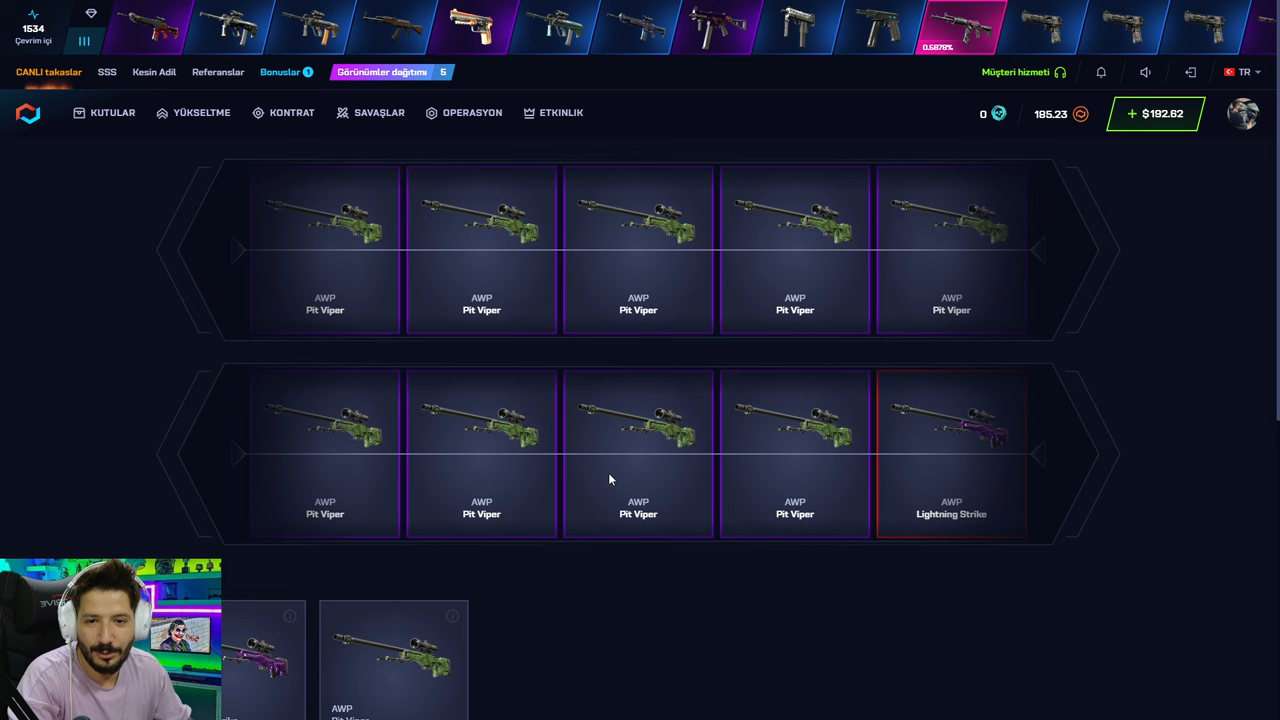 1534
Çevrim içi
0.5878%
CANLI takaslar
SSS
Kesin Adil
Referanslar
Bonuslar 1
Görünümler dağıtımı 5
Müşteri hizmeti
TR
KUTULAR
YÜKSELTME
KONTRAT
SAVAŞLAR
OPERASYON
ETKINLIK
0
185.23
+ $192.62
AWP
Pit Viper
AWP
Pit Viper
AWP
Pit Viper
AWP
Pit Viper
AWP
Pit Viper
AWP
Pit Viper
AWP
Pit Viper
AWP
Pit Viper
AWP
Pit Viper
AWP
Lightning Strike
AWP